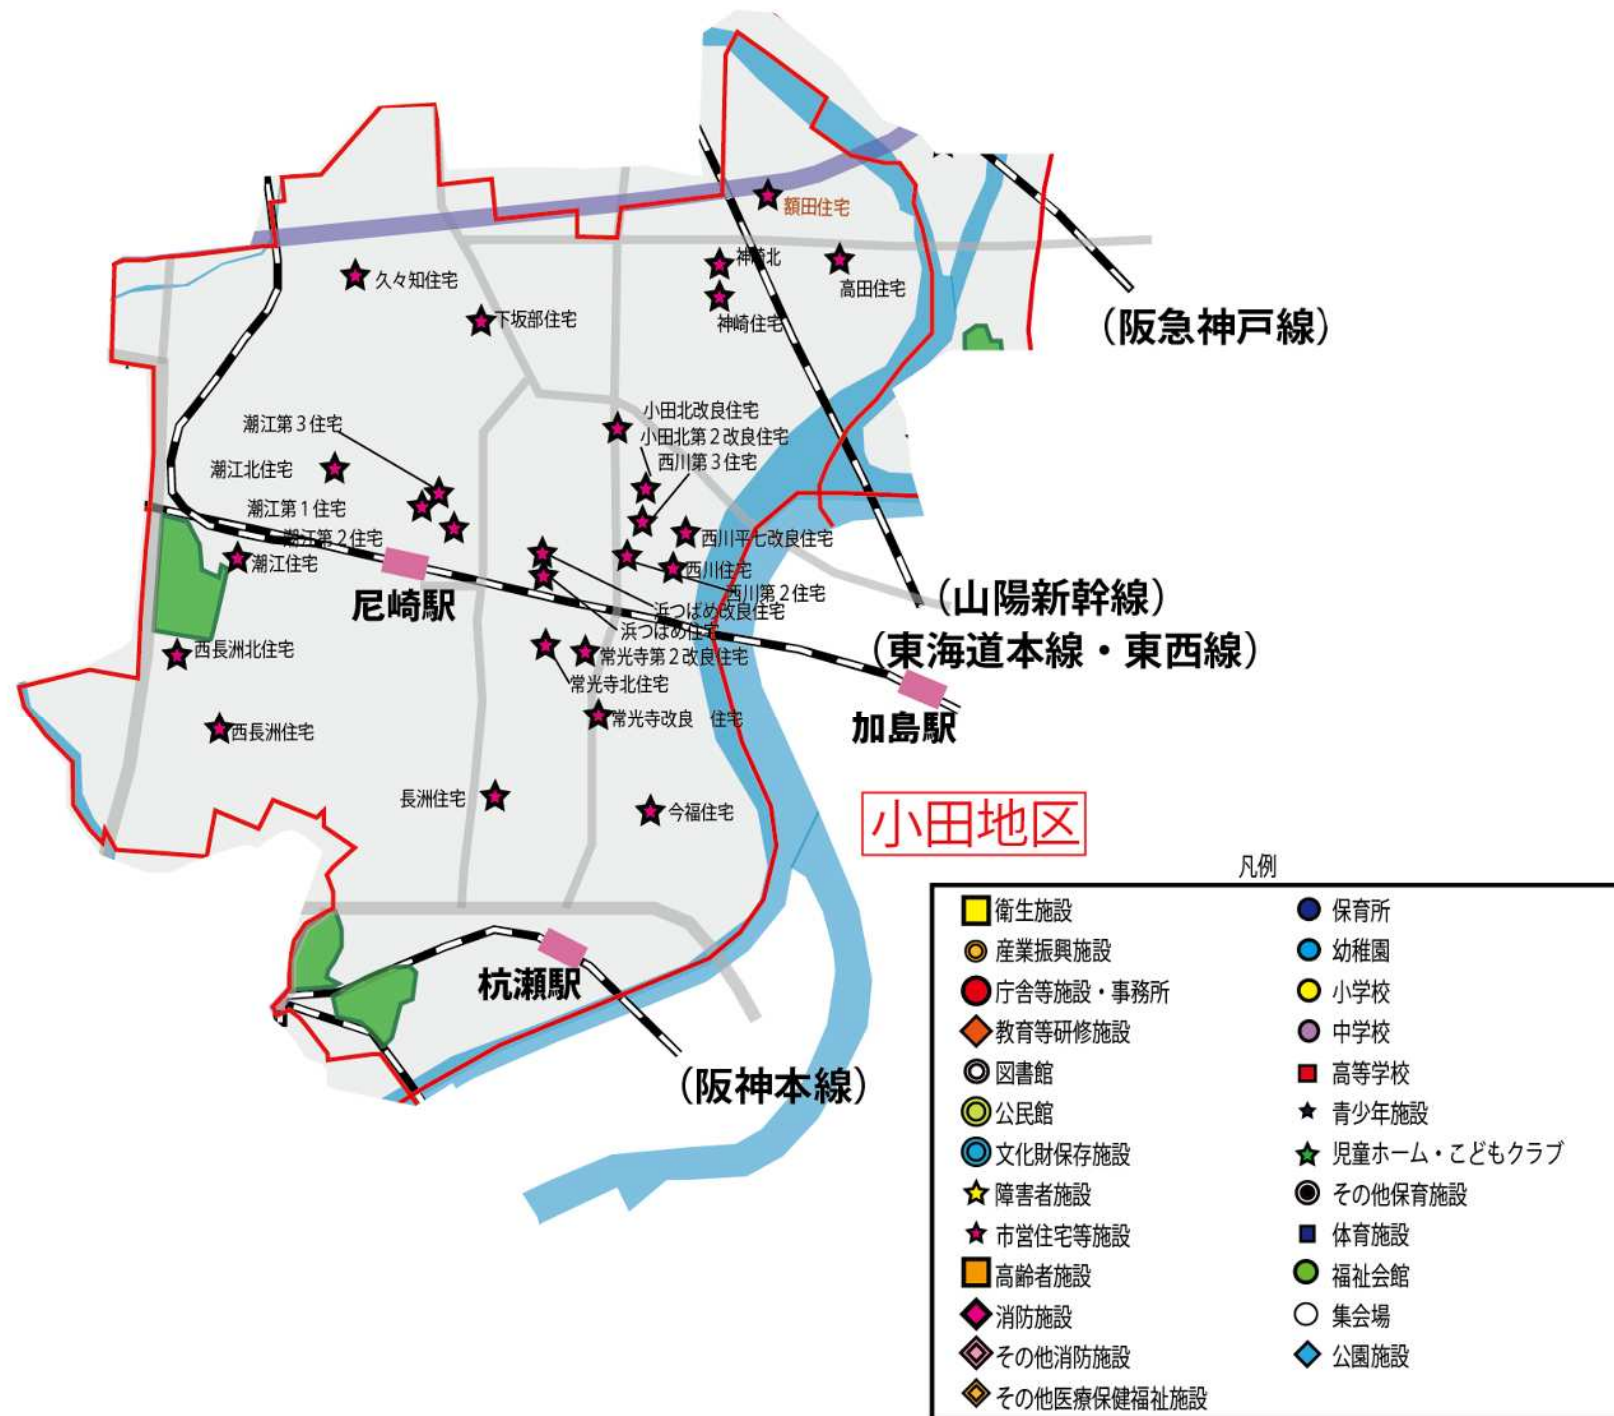 額田住宅
神崎北
久々知住宅
高田住宅
下坂部住宅
神崎住宅
(阪急神戸線)
小田北改良住宅
潮江第3住宅
小田北第2改良住宅
西川第3住宅
潮江北住宅
潮江第1住宅
潮江第2住宅
西川平七改良住宅
潮江住宅
西川住宅
西川第2住宅
尼崎駅
(山陽新幹線)
浜つばめ改良住宅
浜つばめ住宅
西長洲北住宅
常光寺第2改良住宅
(東海道本線・東西線)
常光寺北住宅
常光寺改良 住宅
西長洲住宅
加島駅
長洲住宅
今福住宅
小田地区
杭瀬駅
(阪神本線)
凡例
衛生施設
産業振興施設
庁舎等施設・事務所
教育等研修施設
図書館
公民館
文化財保存施設
障害者施設
市営住宅等施設
高齢者施設
消防施設
その他消防施設
その他医療保健福祉施設
保育所
幼稚園
小学校
中学校
高等学校
青少年施設
児童ホーム・こどもクラブ
その他保育施設
体育施設
福祉会館
集会場
公園施設